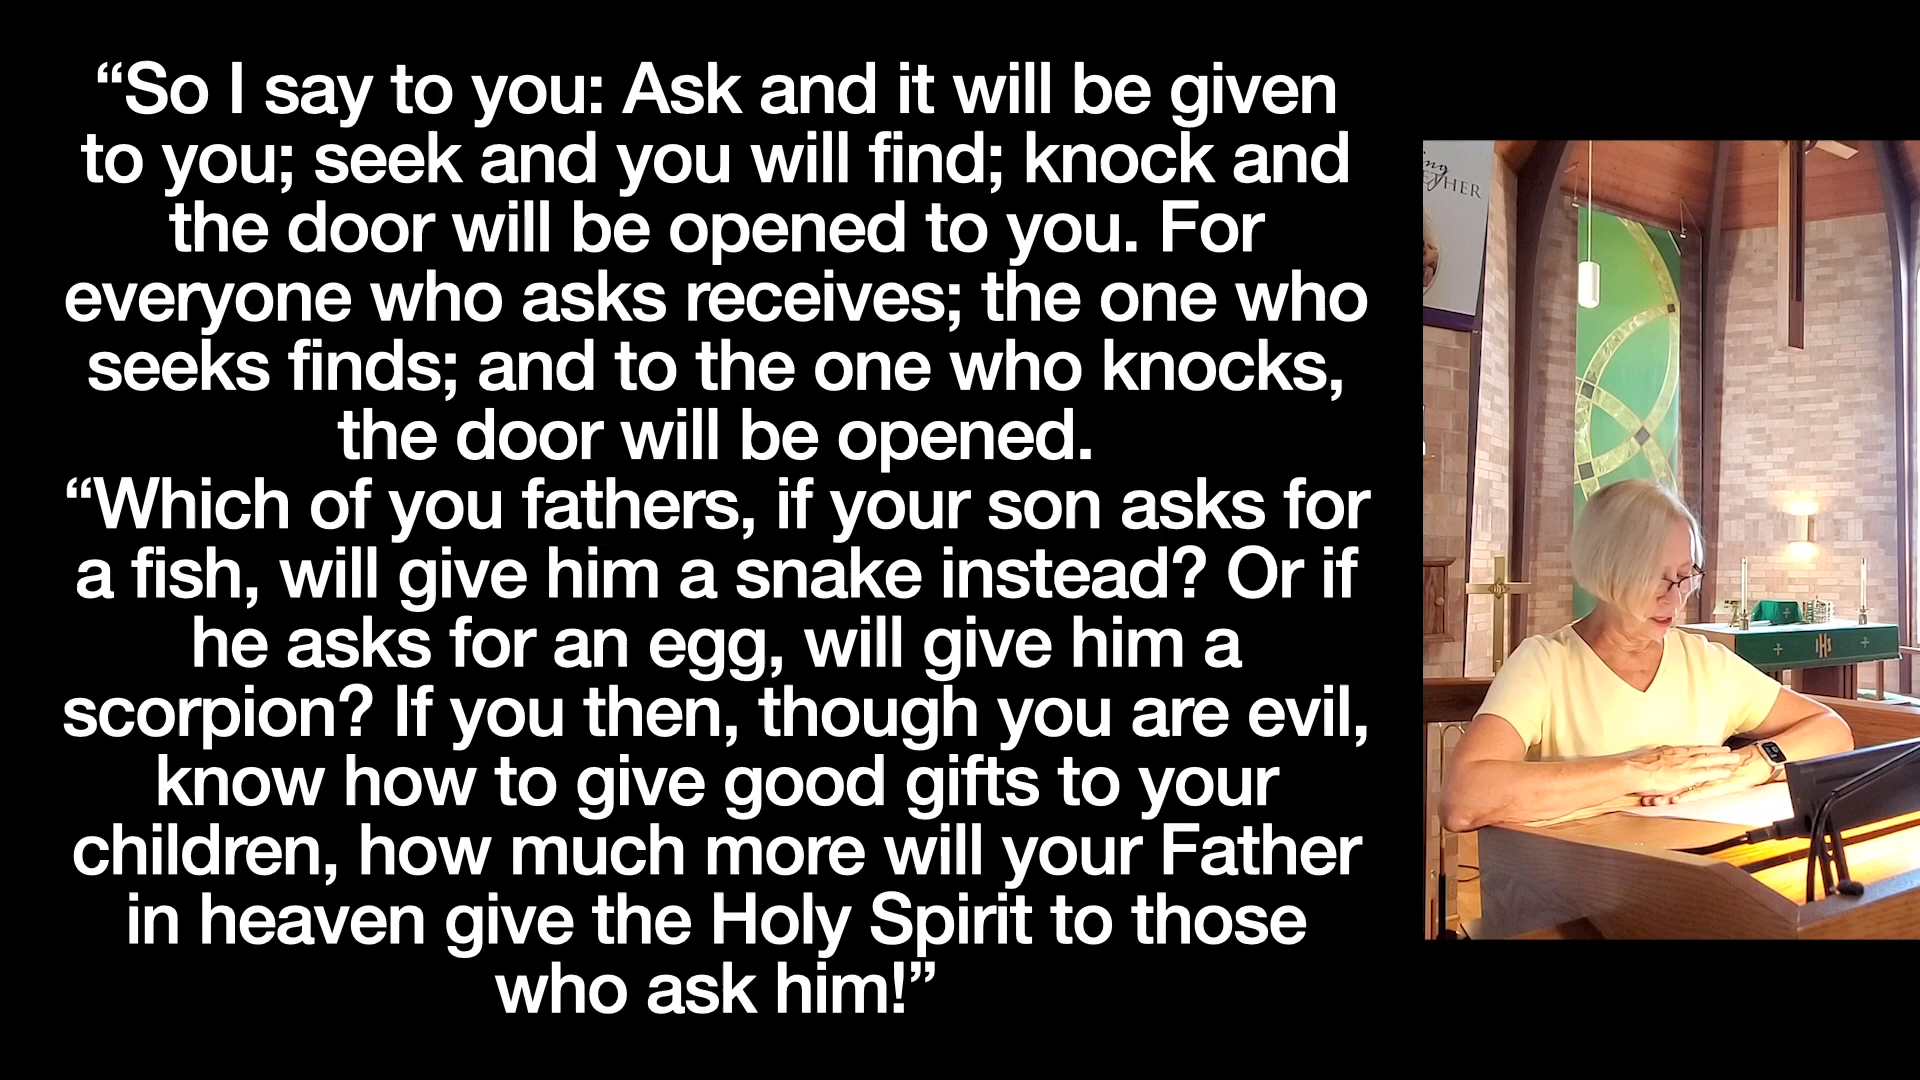 “So I say to you: Ask and it will be given
to you; seek and you will find; knock and
the door will be opened to you. For
everyone who asks receives; the one who
seeks finds; and to the one who knocks,
the door will be opened.
“Which of you fathers, if your son asks for
a fish, will give him a snake instead? Or if
he asks for an egg, will give him a
scorpion? If you then, though you are evil,
know how to give good gifts to your
children, how much more will your Father
in heaven give the Holy Spirit to those
who ask him!”
IHS